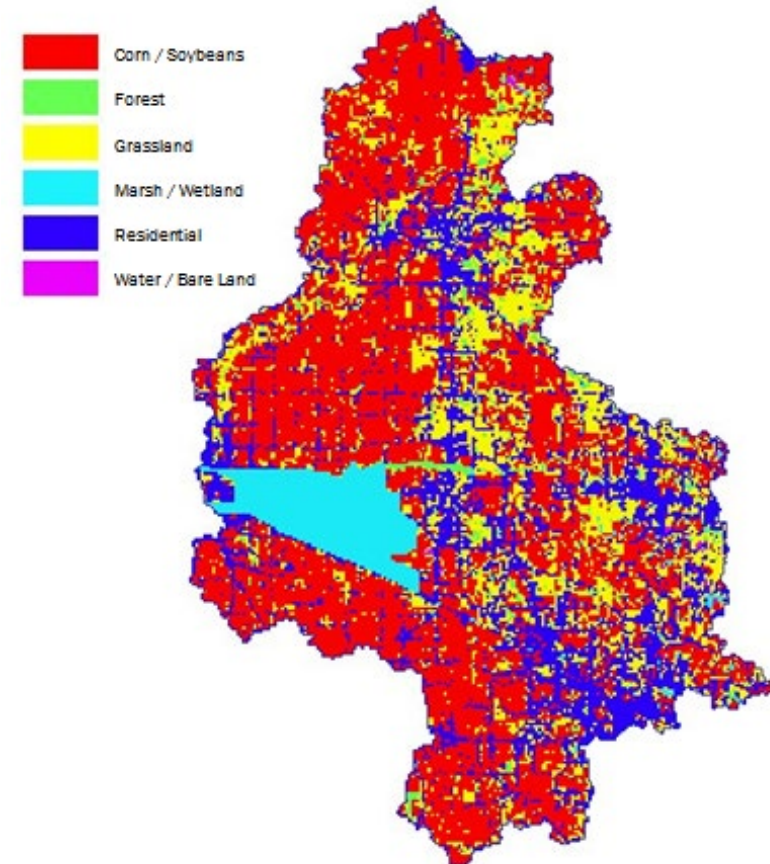 Corn / Soybeans
Forest
Grassland
Marsh / Wetland
Residential
Water / Bare Land